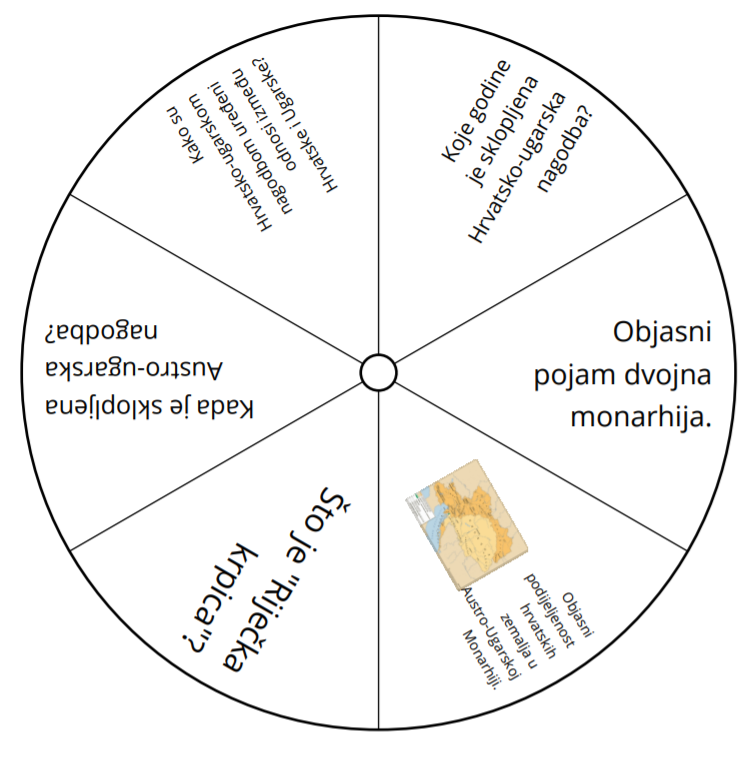 Koje godine
je sklopljena
Hrvatsko-ugarska
nagodba?
Objasni
pojam dvojna
monarhija.
Objasni
podijeljenost
hrvatskih
zemalja u
Austro-Ugarskoj
Monarhiji.
Što je "Riječka
krpica"?
Kada je sklopljena
Austro-ugarska
nagodba?
Kako su
Hrvatsko-ugarskom
nagodbom uređeni
odnosi između
Hrvatske i Ugarske?